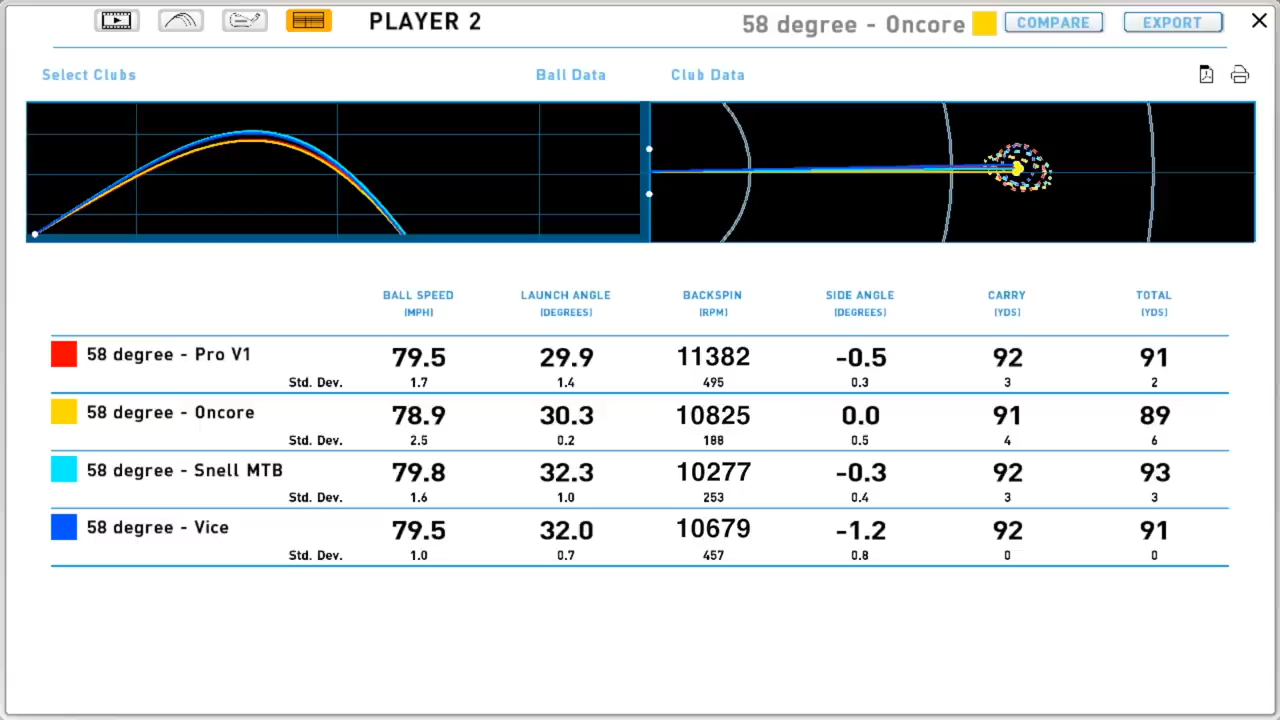 PLAYER 2
58 degree - Oncore
COMPARE
EXPORT
Select Clubs
Ball Data
Club Data
BALL SPEED LAUNCH ANGLE BACKSPIN SIDE ANGLE CARRY TOTAL
(MPH) (DEGREES) (RPM) (DEGREES) (YDS) (YDS)
58 degree - Pro V1 79.5 29.9 11382 -0.5 92 91
Std. Dev. 1.7 1.4 495 0.3 3 2
58 degree - Oncore 78.9 30.3 10825 0.0 91 89
Std. Dev. 2.5 0.2 188 0.5 4 6
58 degree - Snell MTB 79.8 32.3 10277 -0.3 92 93
Std. Dev. 1.6 1.0 253 0.4 3 3
58 degree - Vice 79.5 32.0 10679 -1.2 92 91
Std. Dev. 1.0 0.7 457 0.8 0 0